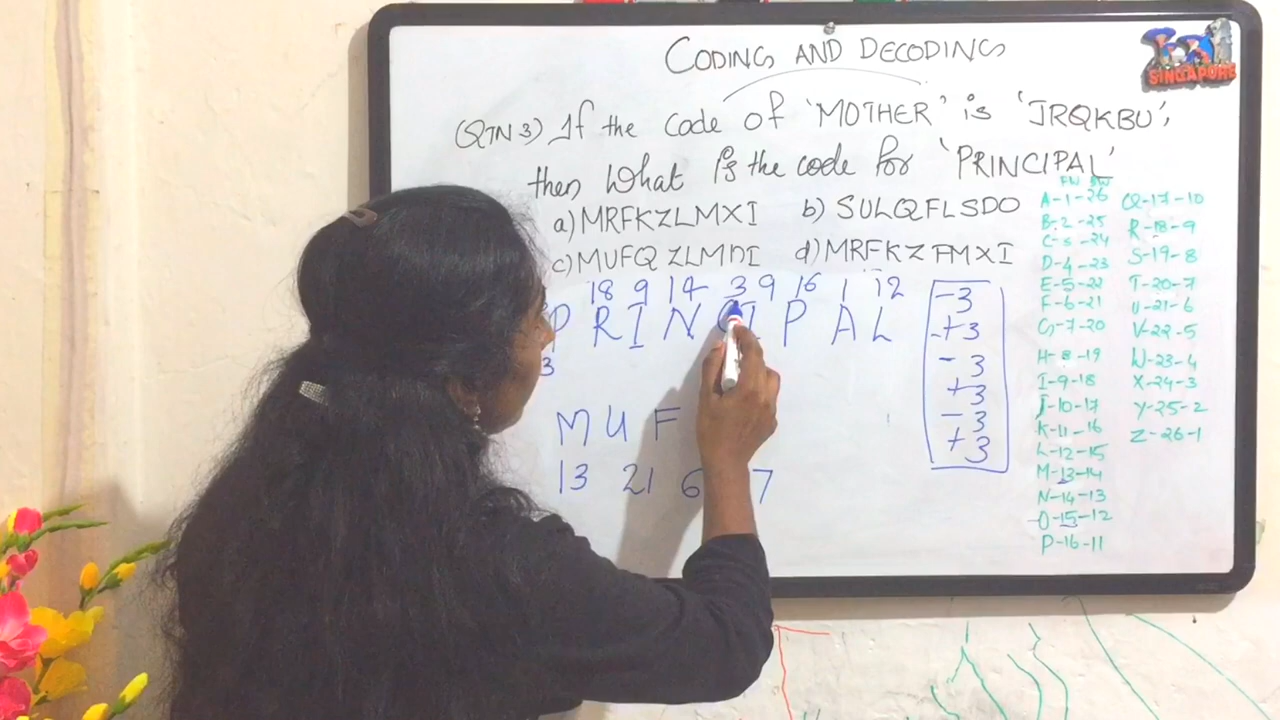 CODING AND DECODING
SINGAPORE
(QTN 3) If the code of 'MOTHER' is 'JRQKBU',
then What is the code for 'PRINCIPAL'
a) MRFKZLMXI b) SULQFLSDO
c) MUFQZLMDI d) MRFKZFMXI
18 9 14 3 9 16 1 12
P R I N C I P A L
3
M U F
13 21 6 7
-3
+3
-3
+3
-3
+3
FW BW
A-1-26
B-2-25
C-3-24
D-4-23
E-5-22
F-6-21
G-7-20
H-8-19
I-9-18
J-10-17
K-11-16
L-12-15
M-13-14
N-14-13
O-15-12
P-16-11
Q-17-10
R-18-9
S-19-8
T-20-7
U-21-6
V-22-5
W-23-4
X-24-3
Y-25-2
Z-26-1